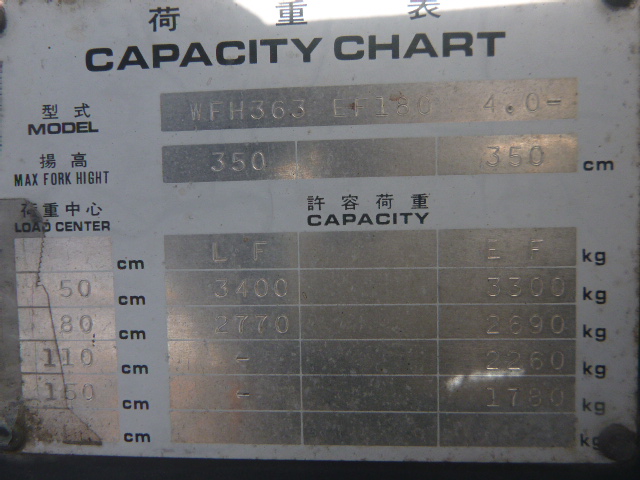 荷重表
CAPACITY CHART
型式 MODEL WFH363 EF180 4.0-
揚高 MAX FORK HIGHT 350 350 cm
荷重中心 LOAD CENTER
許容荷重 CAPACITY
cm LF EF kg
50 cm 3400 3300 kg
80 cm 2770 2690 kg
110 cm - 2260 kg
150 cm - 1780 kg
cm kg